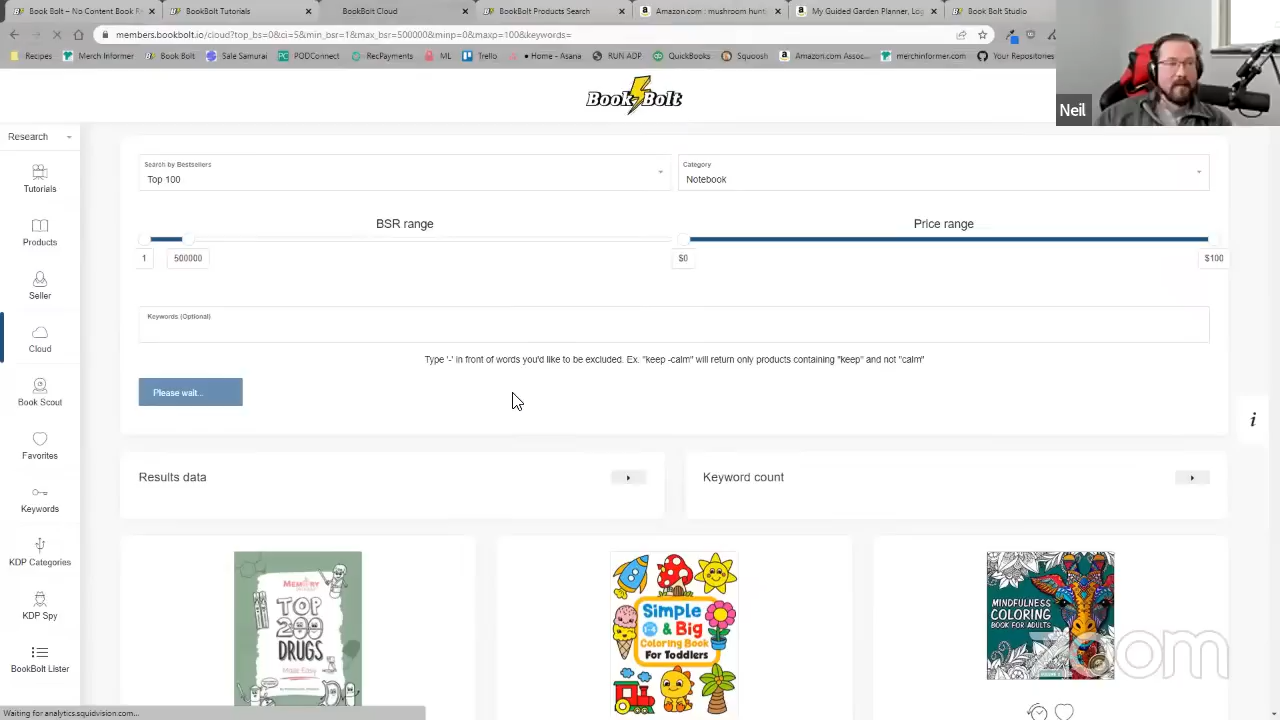 Book Bolt – No Content Book R
BookBolt Tutorials
BookBolt Cloud
BookBolt Products Search
Amazon.com : mushroom hunti
My Guided Garden Planner, Log
Book Bolt Studio
members.bookbolt.io/cloud?top_bs=0&ci=5&min_bsr=1&max_bsr=500000&minp=0&maxp=100&keywords=
Recipes
Merch Informer
Book Bolt
Sale Samurai
PODConnect
RecPayments
ML
Trello
• Home - Asana
RUN-ADP
QuickBooks
Squoosh
Amazon.com
merchinformer.com
Your Repositories
Neil
Book Bolt
Research
Tutorials
Products
Seller
Cloud
Book Scout
Favorites
Keywords
KDP Categories
KDP Spy
BookBolt Lister
Search by Bestsellers
Top 100
Category
Notebook
BSR range
Price range
1
500000
$0
$100
Keywords (Optional)
Type '-' in front of words you'd like to be excluded. Ex. "keep -calm" will return only products containing "keep" and not "calm"
Please wait...
i
Results data
Keyword count
MEMORY
TOP
200
DRUGS
Made Easy
Simple
& Big
Coloring Book
For Toddlers
MINDFULNESS
COLORING
BOOK FOR ADULTS
zoom
Waiting for analytics.squidvision.com...